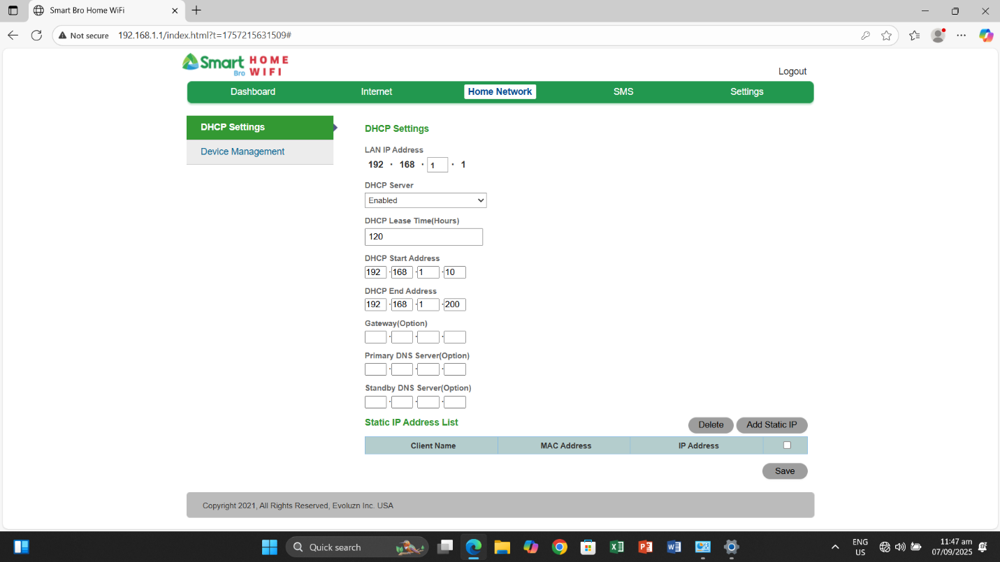 Smart Bro Home WiFi
Not secure 192.168.1.1/index.html?t=1757215631509#
Smart Bro HOME WIFI
Logout
Dashboard Internet Home Network SMS Settings
DHCP Settings
Device Management
DHCP Settings
LAN IP Address
192 · 168 · 1 · 1
DHCP Server
Enabled
DHCP Lease Time(Hours)
120
DHCP Start Address
192 · 168 · 1 · 10
DHCP End Address
192 · 168 · 1 · 200
Gateway(Option)
Primary DNS Server(Option)
Standby DNS Server(Option)
Static IP Address List Delete Add Static IP
Client Name MAC Address IP Address
Save
Copyright 2021, All Rights Reserved, Evoluzn Inc. USA
Quick search
ENG
US
11:47 am
07/09/2025